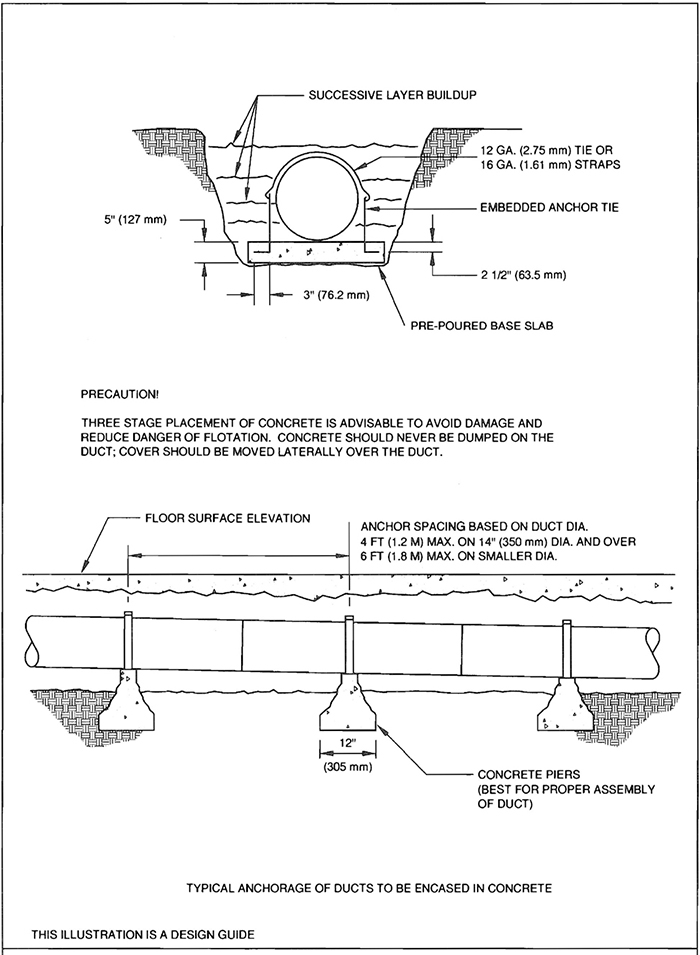 SUCCESSIVE LAYER BUILDUP
12 GA. (2.75 mm) TIE OR
16 GA. (1.61 mm) STRAPS
EMBEDDED ANCHOR TIE
5" (127 mm)
2 1/2" (63.5 mm)
3" (76.2 mm)
PRE-POURED BASE SLAB
PRECAUTION!
THREE STAGE PLACEMENT OF CONCRETE IS ADVISABLE TO AVOID DAMAGE AND
REDUCE DANGER OF FLOTATION. CONCRETE SHOULD NEVER BE DUMPED ON THE
DUCT; COVER SHOULD BE MOVED LATERALLY OVER THE DUCT.
FLOOR SURFACE ELEVATION
ANCHOR SPACING BASED ON DUCT DIA.
4 FT (1.2 M) MAX. ON 14" (350 mm) DIA. AND OVER
6 FT (1.8 M) MAX. ON SMALLER DIA.
12"
(305 mm)
CONCRETE PIERS
(BEST FOR PROPER ASSEMBLY
OF DUCT)
TYPICAL ANCHORAGE OF DUCTS TO BE ENCASED IN CONCRETE
THIS ILLUSTRATION IS A DESIGN GUIDE